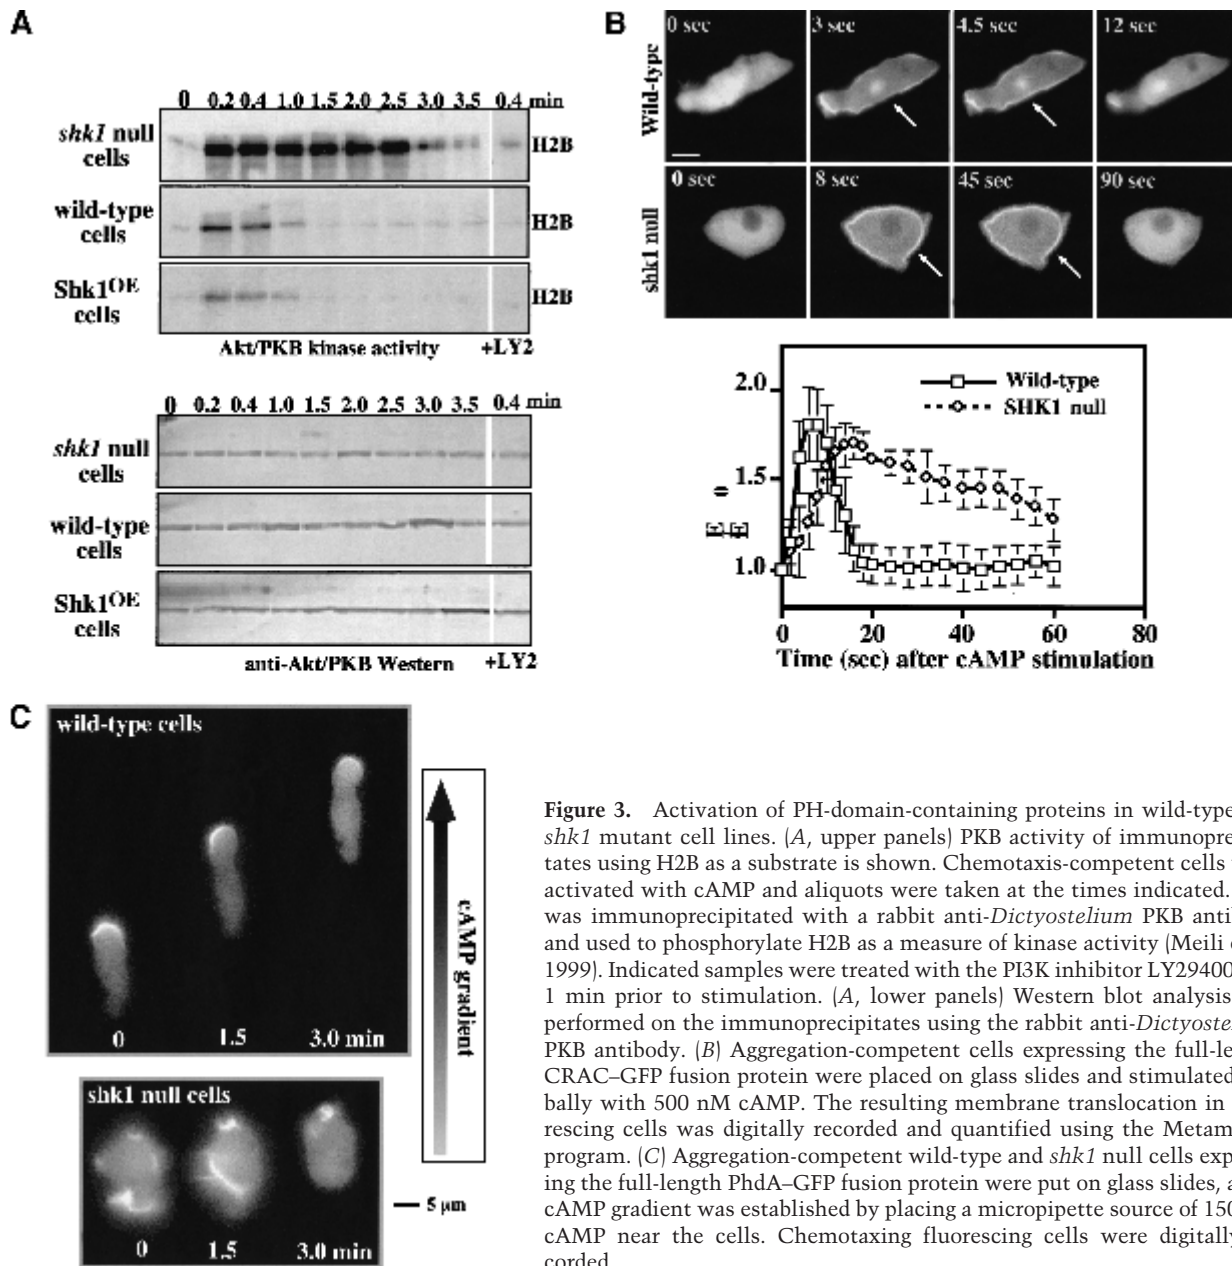 A
0 0.2 0.4 1.0 1.5 2.0 2.5 3.0 3.5 0.4 min
shk1 null cells
H2B
wild-type cells
H2B
Shk1OE cells
H2B
Akt/PKB kinase activity +LY2
0 0.2 0.4 1.0 1.5 2.0 2.5 3.0 3.5 0.4 min
shk1 null cells
wild-type cells
Shk1OE cells
anti-Akt/PKB Western +LY2
B
Wild-type
0 sec 3 sec 4.5 sec 12 sec
shk1 null
0 sec 8 sec 45 sec 90 sec
2.0
1.5
1.0
E
E o
Wild-type
SHK1 null
0 20 40 60 80
Time (sec) after cAMP stimulation
C
wild-type cells
0 1.5 3.0 min
cAMP gradient
shk1 null cells
0 1.5 3.0 min
5 µm
Figure 3. Activation of PH-domain-containing proteins in wild-type
shk1 mutant cell lines. (A, upper panels) PKB activity of immunopre
tates using H2B as a substrate is shown. Chemotaxis-competent cells
activated with cAMP and aliquots were taken at the times indicated.
was immunoprecipitated with a rabbit anti-Dictyostelium PKB antib
and used to phosphorylate H2B as a measure of kinase activity (Meili
1999). Indicated samples were treated with the PI3K inhibitor LY29400
1 min prior to stimulation. (A, lower panels) Western blot analysis
performed on the immunoprecipitates using the rabbit anti-Dictyoste
PKB antibody. (B) Aggregation-competent cells expressing the full-le
CRAC–GFP fusion protein were placed on glass slides and stimulated
bally with 500 nM cAMP. The resulting membrane translocation in
rescing cells was digitally recorded and quantified using the Metam
program. (C) Aggregation-competent wild-type and shk1 null cells exp
ing the full-length PhdA–GFP fusion protein were put on glass slides, a
cAMP gradient was established by placing a micropipette source of 150
cAMP near the cells. Chemotaxing fluorescing cells were digitally
corded.